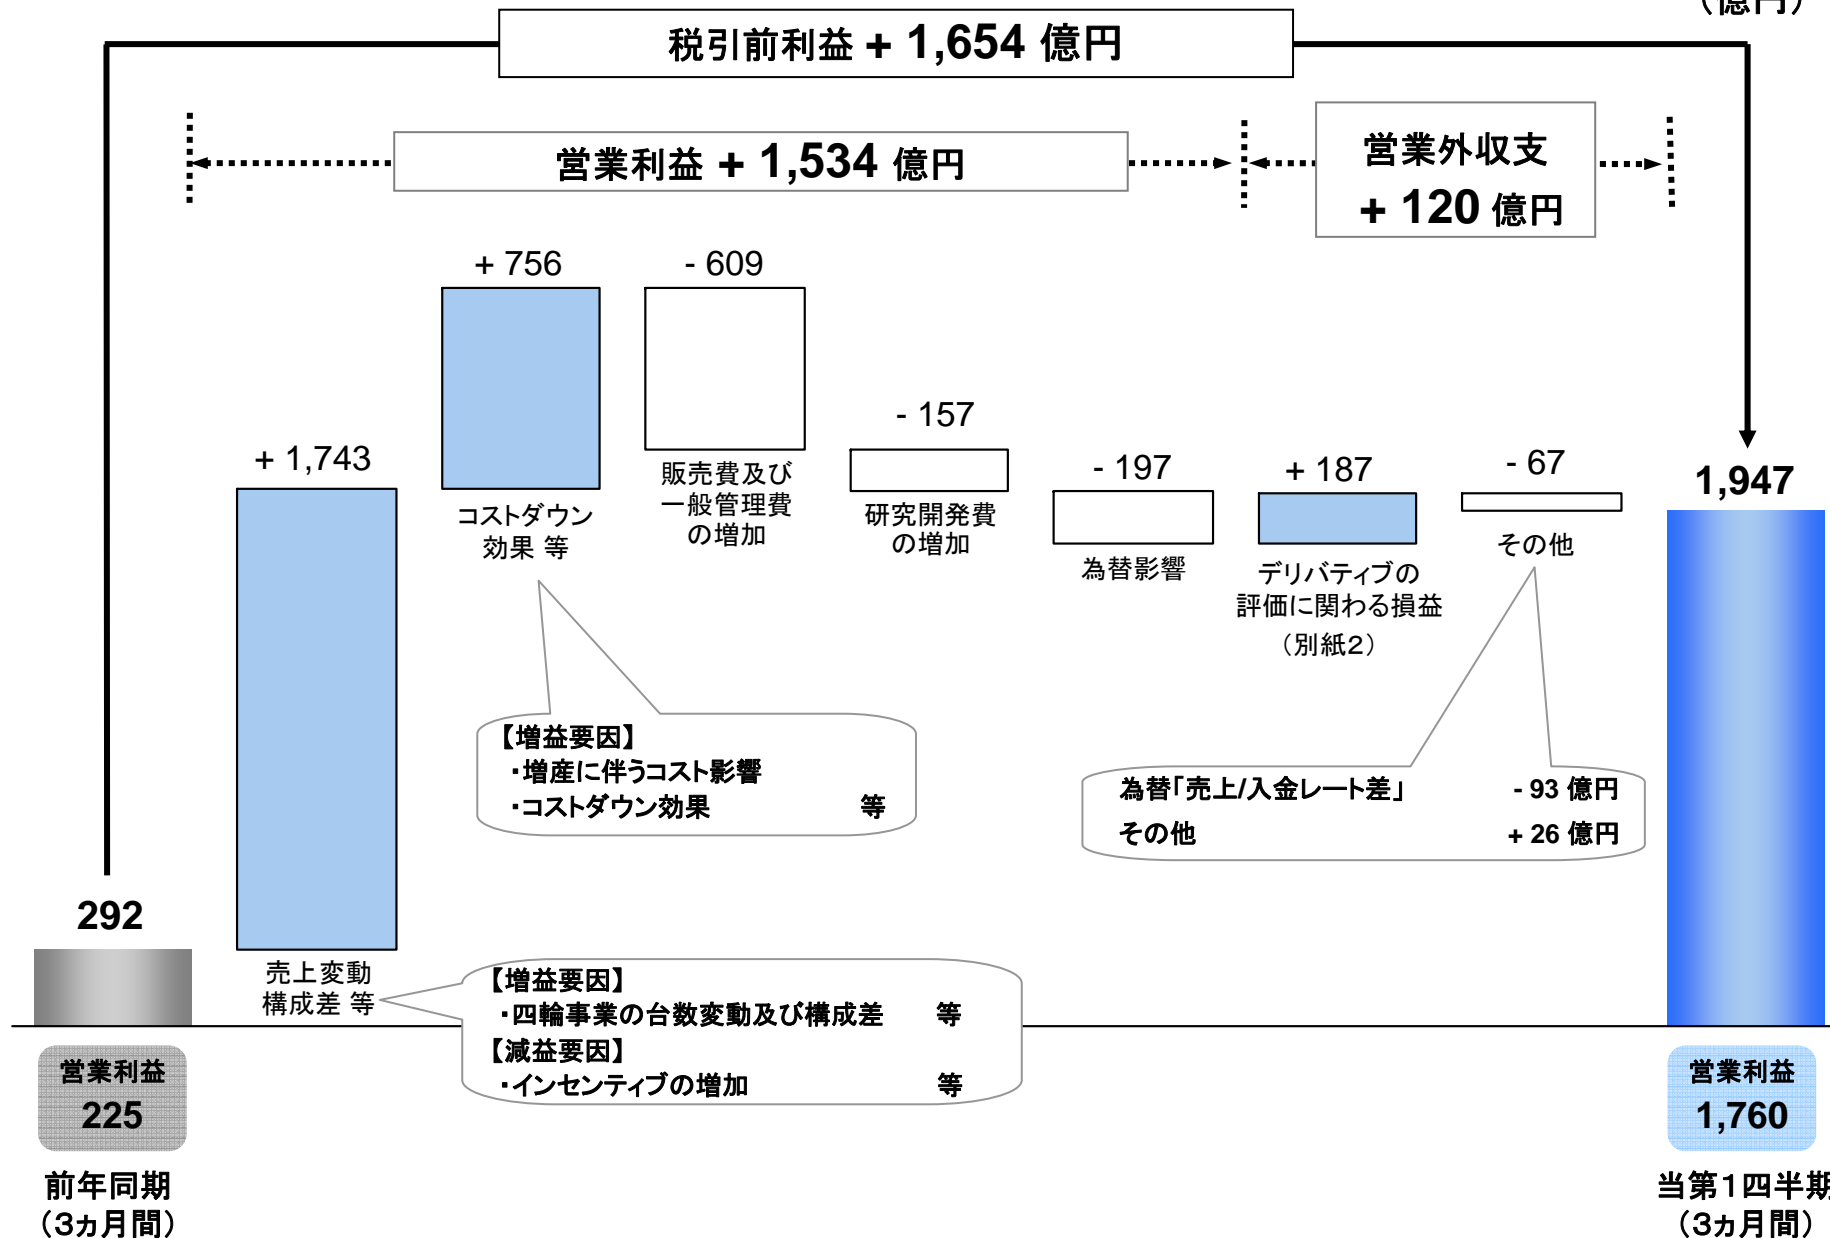 （億円）
税引前利益 + 1,654 億円
営業利益 + 1,534 億円
営業外収支
+ 120 億円
+ 756
- 609
- 157
+ 1,743
- 197
+ 187
- 67
1,947
コストダウン
効果 等
販売費及び
一般管理費
の増加
研究開発費
の増加
為替影響
デリバティブの
評価に関わる損益
（別紙２）
その他
【増益要因】
・増産に伴うコスト影響
・コストダウン効果 等
為替「売上/入金レート差」 - 93 億円
その他 + 26 億円
292
売上変動
構成差 等
【増益要因】
・四輪事業の台数変動及び構成差 等
【減益要因】
・インセンティブの増加 等
営業利益
225
前年同期
（３ヵ月間）
営業利益
1,760
当第１四半期
（３ヵ月間）